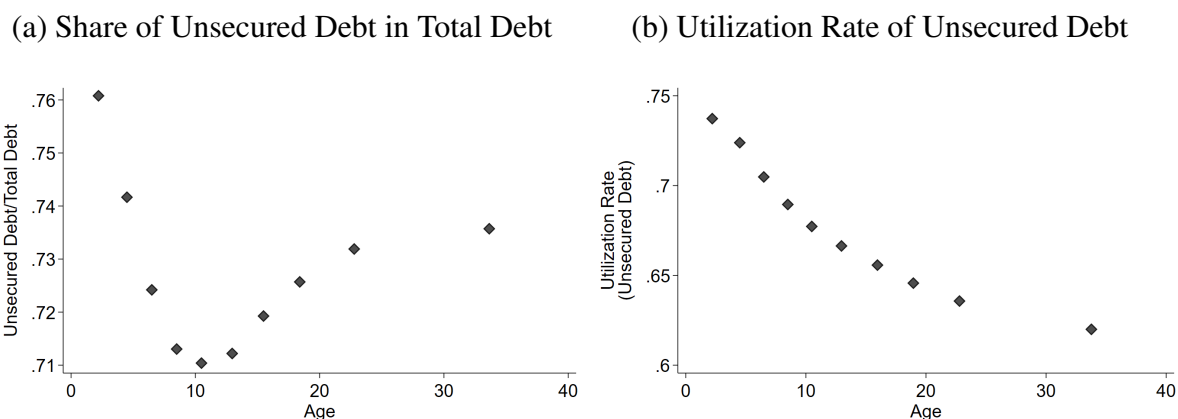 (a) Share of Unsecured Debt in Total Debt
Unsecured Debt/Total Debt
.76
.75
.74
.73
.72
.71
0 10 20 30 40
Age
(b) Utilization Rate of Unsecured Debt
Utilization Rate
(Unsecured Debt)
.75
.7
.65
.6
0 10 20 30 40
Age